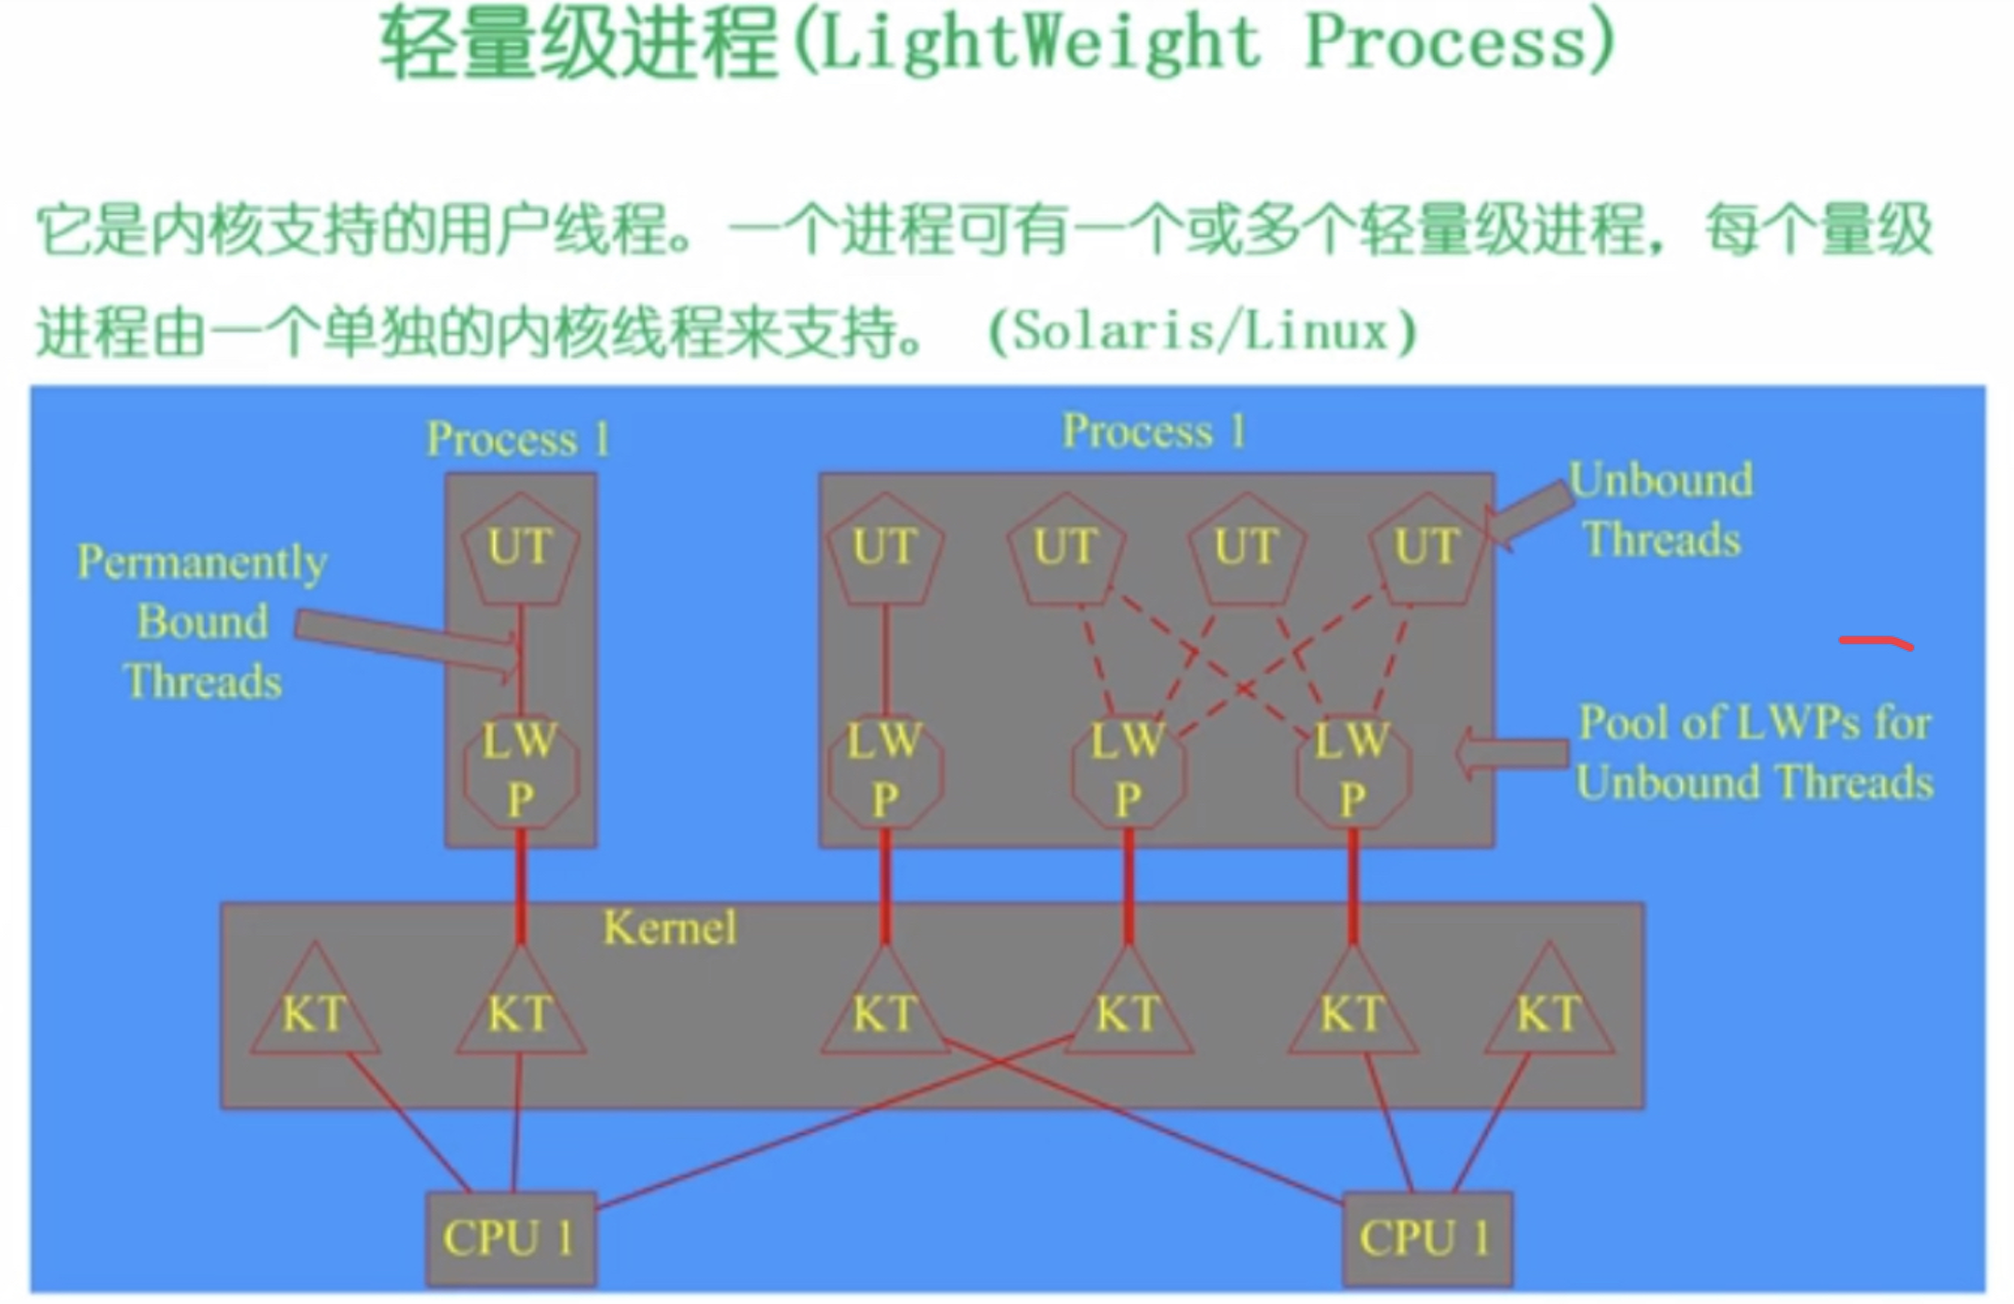 轻量级进程(LightWeight Process)
它是内核支持的用户线程。一个进程可有一个或多个轻量级进程，每个量级
进程由一个单独的内核线程来支持。 (Solaris/Linux)
Process 1
Process 1
Unbound
Threads
UT
UT
UT
UT
UT
Permanently
Bound
Threads
LW
P
LW
P
LW
P
LW
P
Pool of LWPs for
Unbound Threads
Kernel
KT
KT
KT
KT
KT
KT
CPU 1
CPU 1